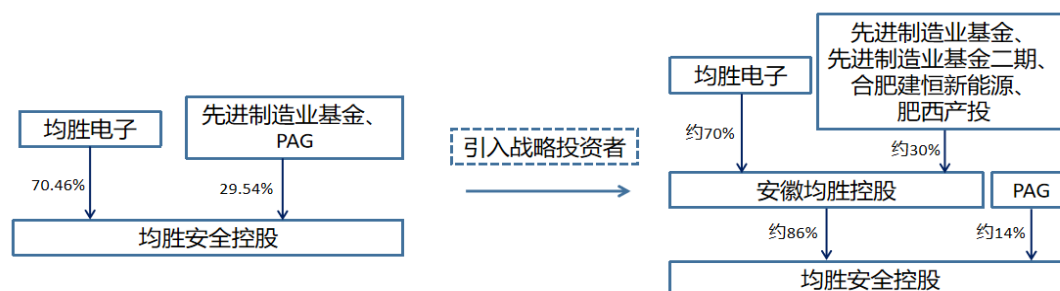 均胜电子
先进制造业基金、
PAG
70.46%
29.54%
均胜安全控股
引入战略投资者
均胜电子
先进制造业基金、
先进制造业基金二期、
合肥建恒新能源、
肥西产投
约70%
约30%
安徽均胜控股
PAG
约86%
约14%
均胜安全控股